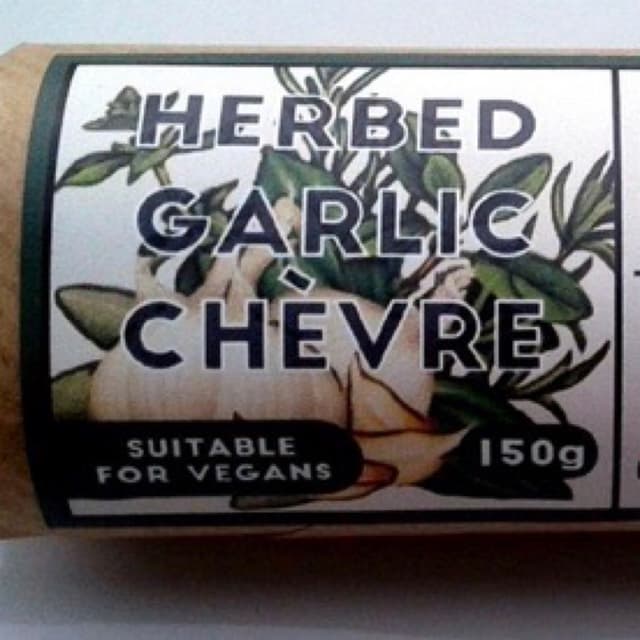 HERBED
GARLIC
CHÈVRE
SUITABLE
FOR VEGANS
150g